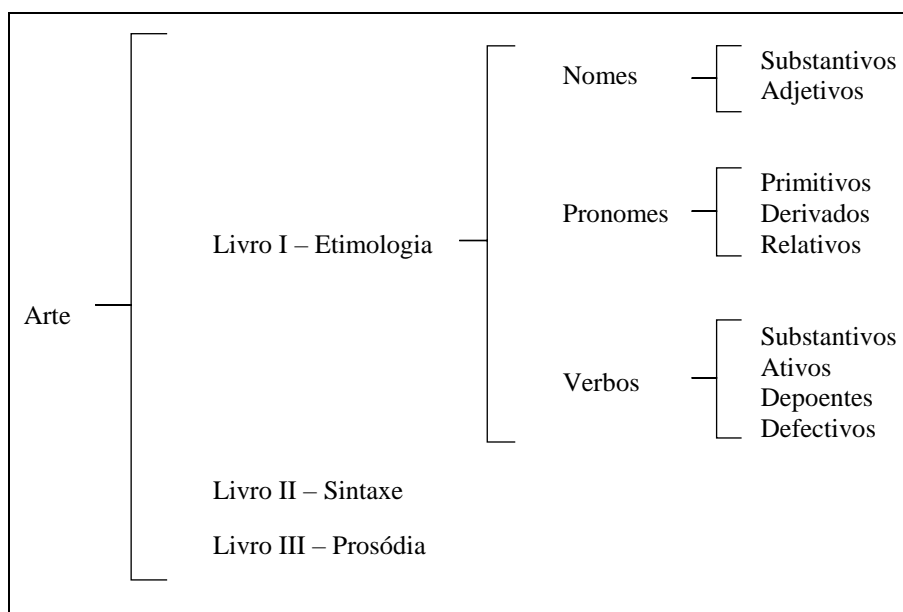 Arte
Livro I – Etimologia
Nomes
Substantivos
Adjetivos
Pronomes
Primitivos
Derivados
Relativos
Verbos
Substantivos
Ativos
Depoentes
Defectivos
Livro II – Sintaxe
Livro III – Prosódia